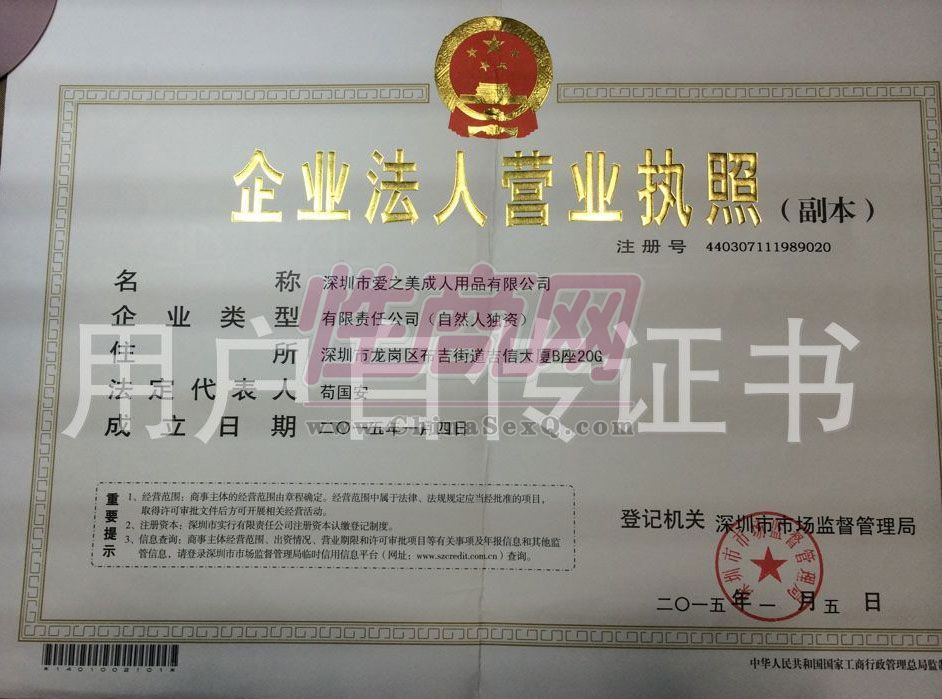 企业法人营业执照（副本）
注册号 440307111989020
名称 深圳市爱之美成人用品有限公司
企业类型 有限责任公司（自然人独资）
住所 深圳市龙岗区布吉街道吉信大厦B座20G
法定代表人 苟国安
成立日期 二〇一五年一月四日
性商网
www.ChinaSexQ.com
用户自传证书
重要提示
1、经营范围：商事主体的经营范围由章程确定。经营范围中属于法律、法规规定应当经批准的项目，
取得许可审批文件后方可开展相关经营活动。
2、注册资本：深圳市实行有限责任公司注册资本认缴登记制度。
3、信息查询：商事主体经营范围、出资情况、营业期限和许可审批项目等有关事项及年报信息和其他监
管信息，请登录深圳市市场监督管理局临时信用信息平台（网址：www.szcredit.com.cn）查询。
登记机关 深圳市市场监督管理局
深圳市市场监督管理局
二〇一五年一月五日
*1401002101*
中华人民共和国国家工商行政管理总局监制